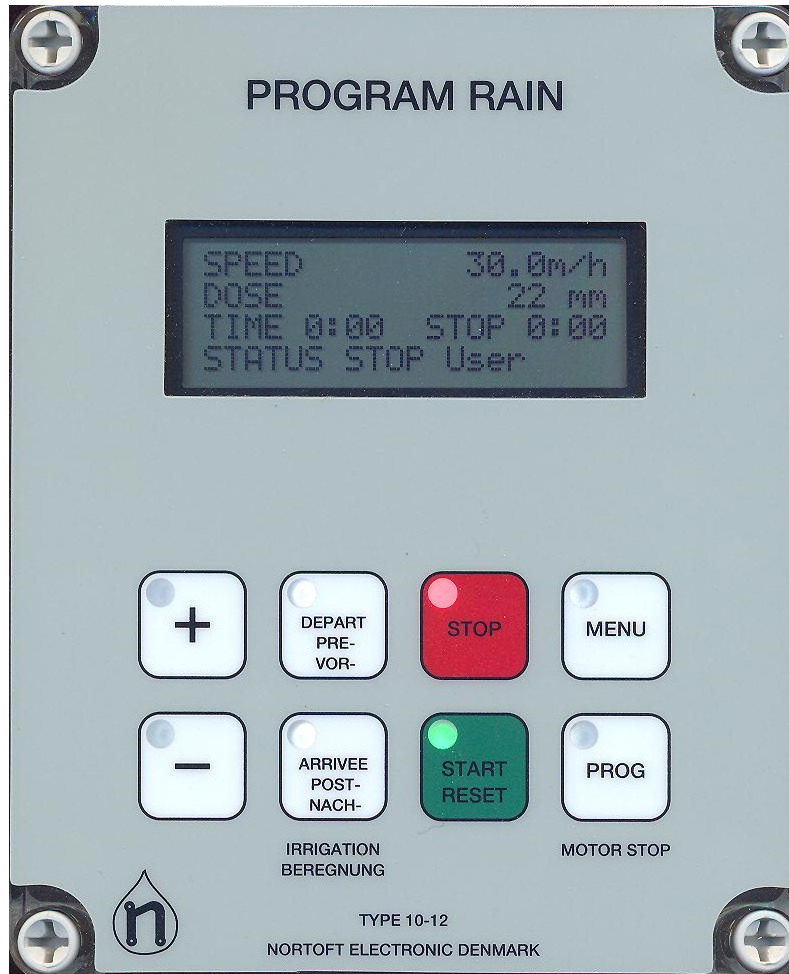 PROGRAM RAIN
SPEED 30.0m/h
DOSE 22 mm
TIME 0:00 STOP 0:00
STATUS STOP User
+
DEPART
PRE-
VOR-
STOP
MENU
−
ARRIVEE
POST-
NACH-
START
RESET
PROG
IRRIGATION
BEREGNUNG
MOTOR STOP
n
TYPE 10-12
NORTOFT ELECTRONIC DENMARK